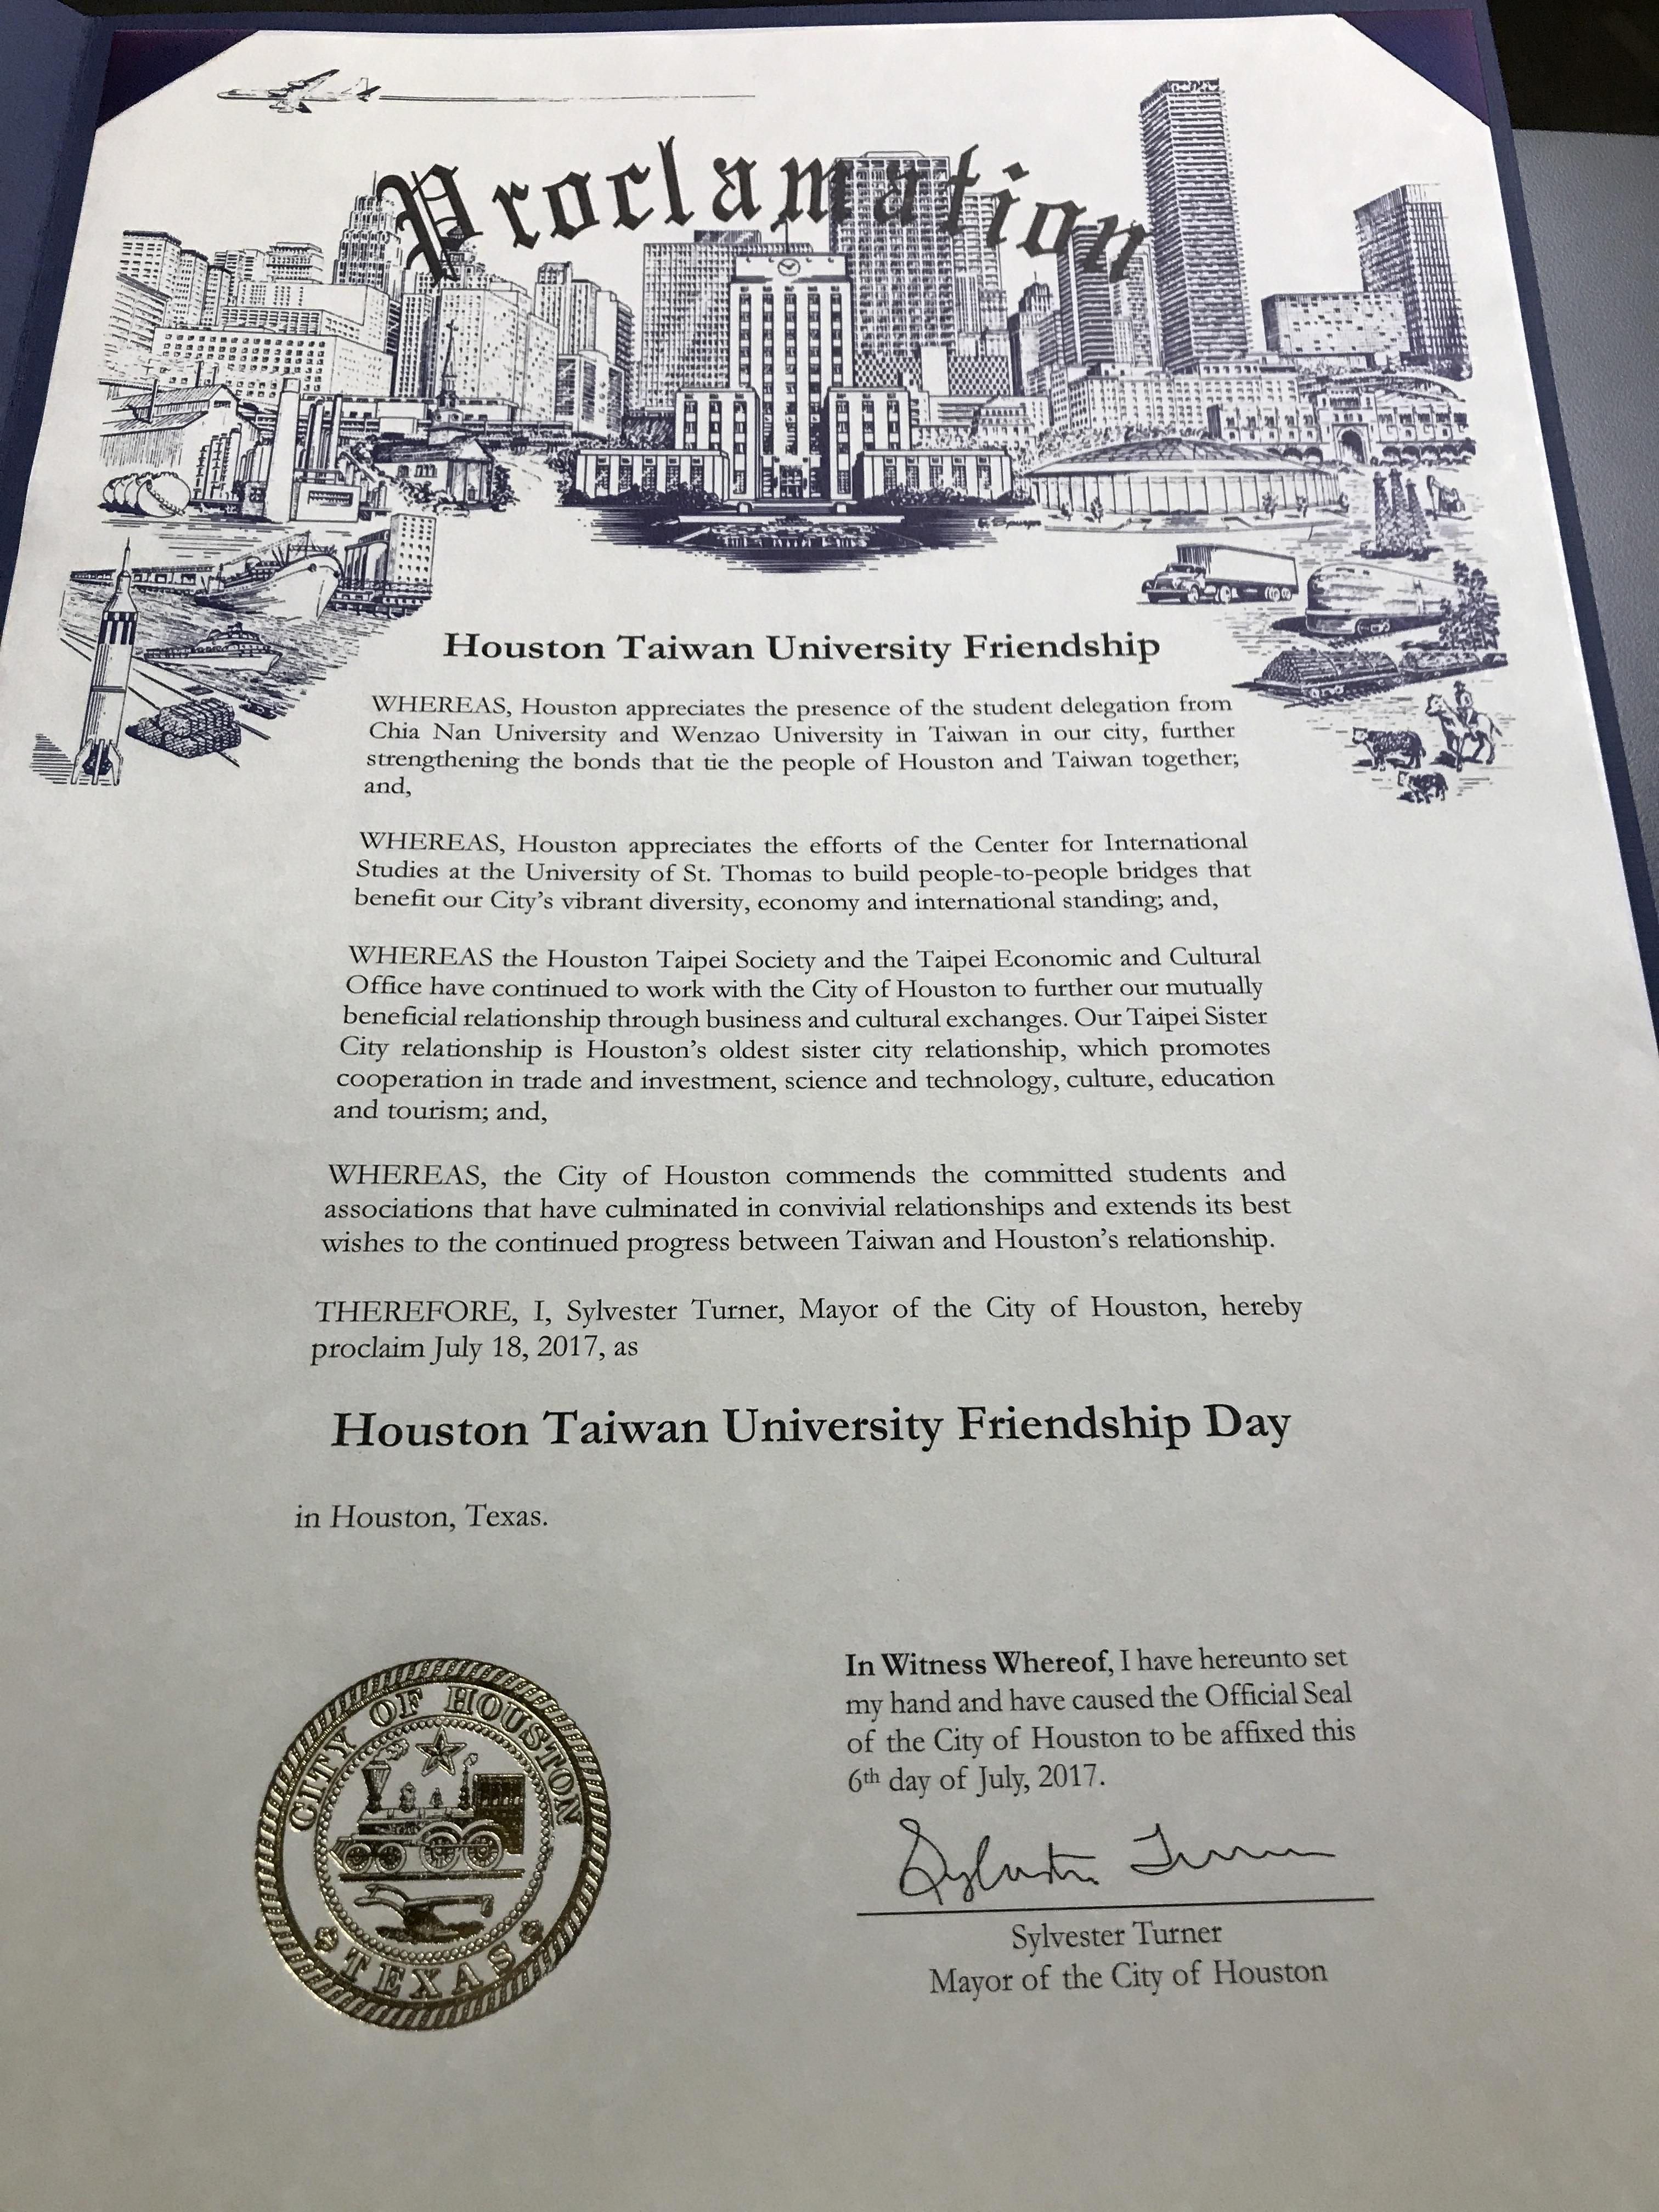 Proclamation
Houston Taiwan University Friendship
WHEREAS, Houston appreciates the presence of the student delegation from
Chia Nan University and Wenzao University in Taiwan in our city, further
strengthening the bonds that tie the people of Houston and Taiwan together;
and,
WHEREAS, Houston appreciates the efforts of the Center for International
Studies at the University of St. Thomas to build people-to-people bridges that
benefit our City's vibrant diversity, economy and international standing; and,
WHEREAS the Houston Taipei Society and the Taipei Economic and Cultural
Office have continued to work with the City of Houston to further our mutually
beneficial relationship through business and cultural exchanges. Our Taipei Sister
City relationship is Houston's oldest sister city relationship, which promotes
cooperation in trade and investment, science and technology, culture, education
and tourism; and,
WHEREAS, the City of Houston commends the committed students and
associations that have culminated in convivial relationships and extends its best
wishes to the continued progress between Taiwan and Houston's relationship.
THEREFORE, I, Sylvester Turner, Mayor of the City of Houston, hereby
proclaim July 18, 2017, as
Houston Taiwan University Friendship Day
in Houston, Texas.
CITY OF HOUSTON
TEXAS
In Witness Whereof, I have hereunto set
my hand and have caused the Official Seal
of the City of Houston to be affixed this
6th day of July, 2017.
Sylvester Turner
Sylvester Turner
Mayor of the City of Houston